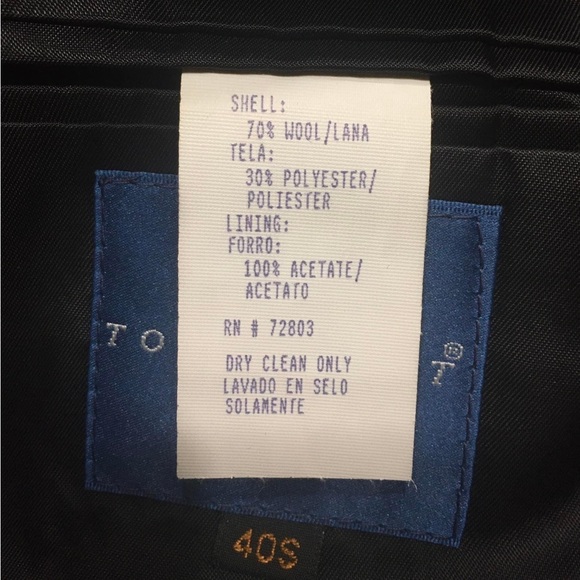 SHELL:
70% WOOL/LANA
TELA:
30% POLYESTER/
POLIESTER
LINING:
FORRO:
100% ACETATE/
ACETATO
RN # 72803
DRY CLEAN ONLY
LAVADO EN SELO
SOLAMENTE
TO
T®
40S